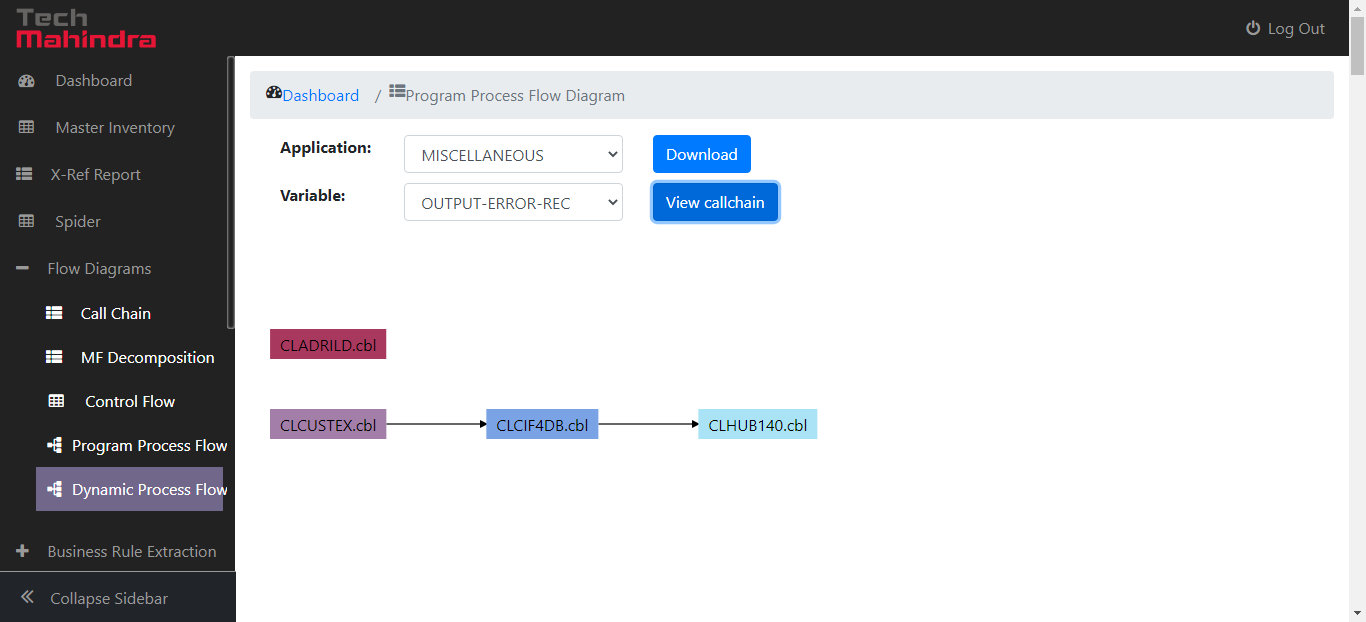 Tech
Mahindra
Log Out
Dashboard
Master Inventory
X-Ref Report
Spider
Flow Diagrams
Call Chain
MF Decomposition
Control Flow
Program Process Flow
Dynamic Process Flow
Business Rule Extraction
Collapse Sidebar
Dashboard / Program Process Flow Diagram
Application: MISCELLANEOUS Download
Variable: OUTPUT-ERROR-REC View callchain
CLADRILD.cbl
CLCUSTEX.cbl CLCIF4DB.cbl CLHUB140.cbl